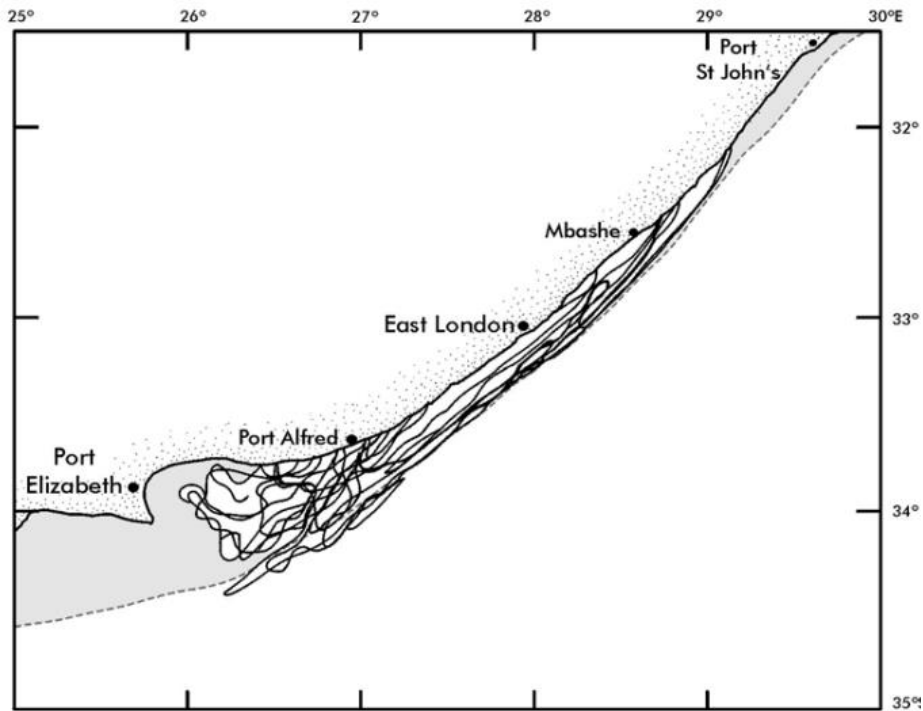 25° 26° 27° 28° 29° 30°E
Port
St John's
32°
Mbashe
33°
East London
Port Alfred
Port
Elizabeth
34°
35°S